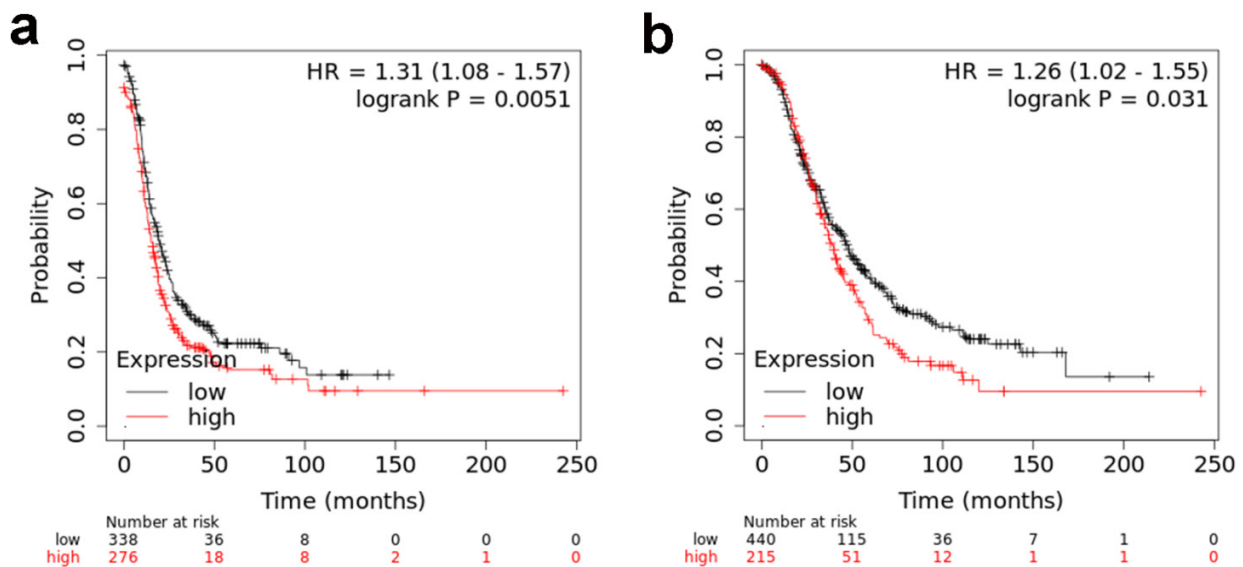 a
HR = 1.31 (1.08 - 1.57)
logrank P = 0.0051
Probability
1.0
0.8
0.6
0.4
0.2
0.0
Expression
low
high
0 50 100 150 200 250
Time (months)
Number at risk
low 338 36 8 0 0 0
high 276 18 8 2 1 0
b
HR = 1.26 (1.02 - 1.55)
logrank P = 0.031
Probability
1.0
0.8
0.6
0.4
0.2
0.0
Expression
low
high
0 50 100 150 200 250
Time (months)
Number at risk
low 440 115 36 7 1 0
high 215 51 12 1 1 0